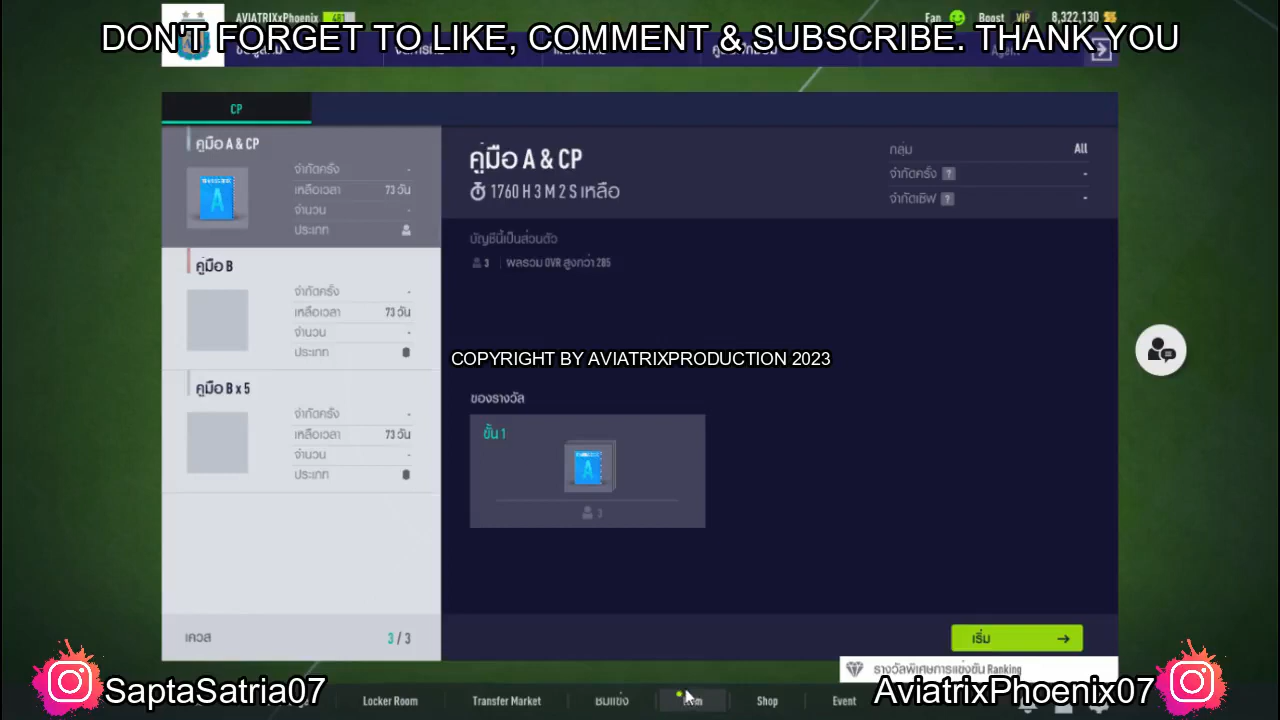 AVIATRIXxPhoenix
Fan Boost VIP 8,322,130
DON'T FORGET TO LIKE, COMMENT & SUBSCRIBE. THANK YOU
CP
คู่มือ A & CP
จำกัดครั้ง -
เหลือเวลา 73 วัน
จำนวน -
ประเภท
คู่มือ B
จำกัดครั้ง -
เหลือเวลา 73 วัน
จำนวน -
ประเภท
คู่มือ B x 5
จำกัดครั้ง -
เหลือเวลา 73 วัน
จำนวน -
ประเภท
เควส 3 / 3
คู่มือ A & CP
1760 H 3 M 2 S เหลือ
กลุ่ม All
จำกัดครั้ง ? -
จำกัดเซิฟ ? -
บัญชีนี้เป็นส่วนตัว
3 ผลรวม OVR สูงกว่า 285
COPYRIGHT BY AVIATRIXPRODUCTION 2023
ของรางวัล
ขั้น 1
A
3
เริ่ม
รางวัลพิเศษการแข่งขัน Ranking
SaptaSatria07
Locker Room Transfer Market ชมแข่ง Shop Event
AviatrixPhoenix07